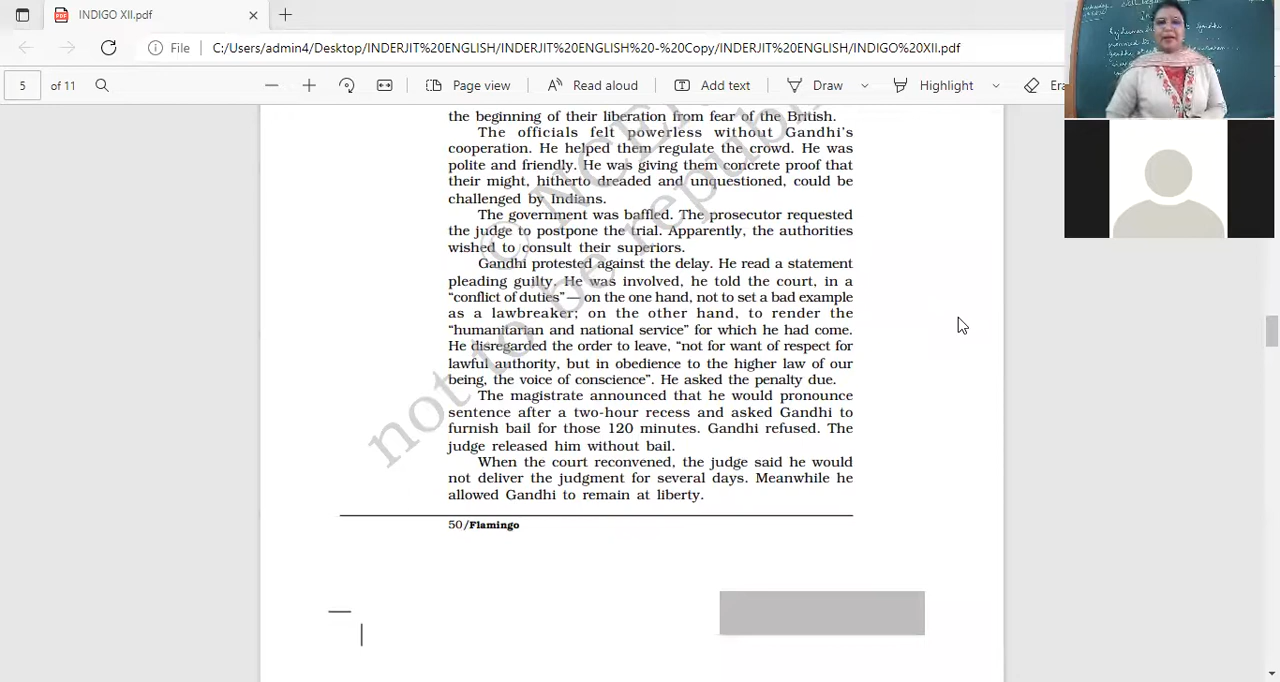 INDIGO XII.pdf
File C:/Users/admin4/Desktop/INDERJIT%20ENGLISH/INDERJIT%20ENGLISH%20-%20Copy/INDERJIT%20ENGLISH/INDIGO%20XII.pdf
5 of 11 Page view Read aloud Add text Draw Highlight Era
the beginning of their liberation from fear of the British.
The officials felt powerless without Gandhi's
cooperation. He helped them regulate the crowd. He was
polite and friendly. He was giving them concrete proof that
their might, hitherto dreaded and unquestioned, could be
challenged by Indians.
The government was baffled. The prosecutor requested
the judge to postpone the trial. Apparently, the authorities
wished to consult their superiors.
Gandhi protested against the delay. He read a statement
pleading guilty. He was involved, he told the court, in a
“conflict of duties”— on the one hand, not to set a bad example
as a lawbreaker; on the other hand, to render the
“humanitarian and national service” for which he had come.
He disregarded the order to leave, “not for want of respect for
lawful authority, but in obedience to the higher law of our
being, the voice of conscience”. He asked the penalty due.
The magistrate announced that he would pronounce
sentence after a two-hour recess and asked Gandhi to
furnish bail for those 120 minutes. Gandhi refused. The
judge released him without bail.
When the court reconvened, the judge said he would
not deliver the judgment for several days. Meanwhile he
allowed Gandhi to remain at liberty.
50/Flamingo
© NCE
not to be republi